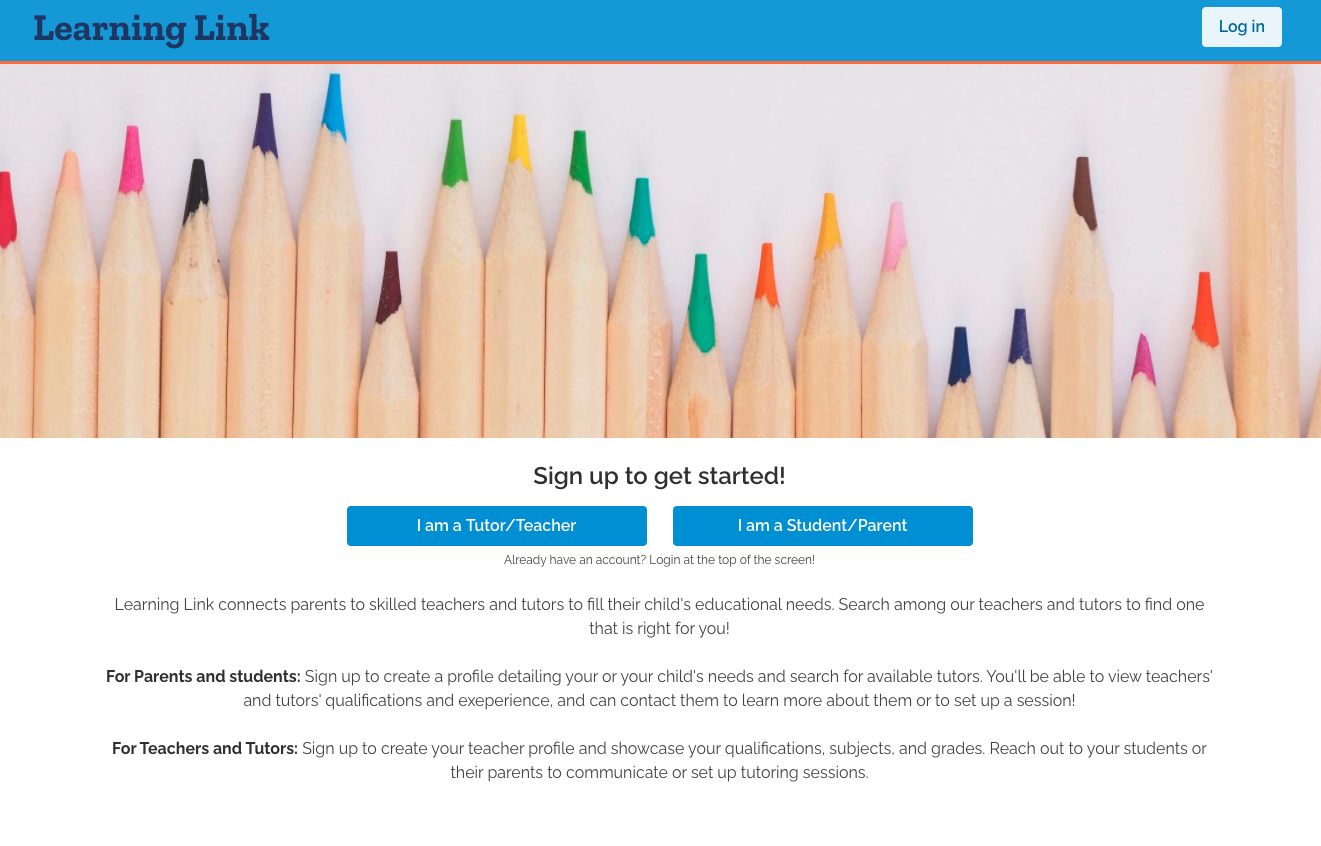 Learning Link
Log in
Sign up to get started!
I am a Tutor/Teacher
I am a Student/Parent
Already have an account? Login at the top of the screen!
Learning Link connects parents to skilled teachers and tutors to fill their child's educational needs. Search among our teachers and tutors to find one
that is right for you!
For Parents and students: Sign up to create a profile detailing your or your child's needs and search for available tutors. You'll be able to view teachers'
and tutors' qualifications and exeperience, and can contact them to learn more about them or to set up a session!
For Teachers and Tutors: Sign up to create your teacher profile and showcase your qualifications, subjects, and grades. Reach out to your students or
their parents to communicate or set up tutoring sessions.